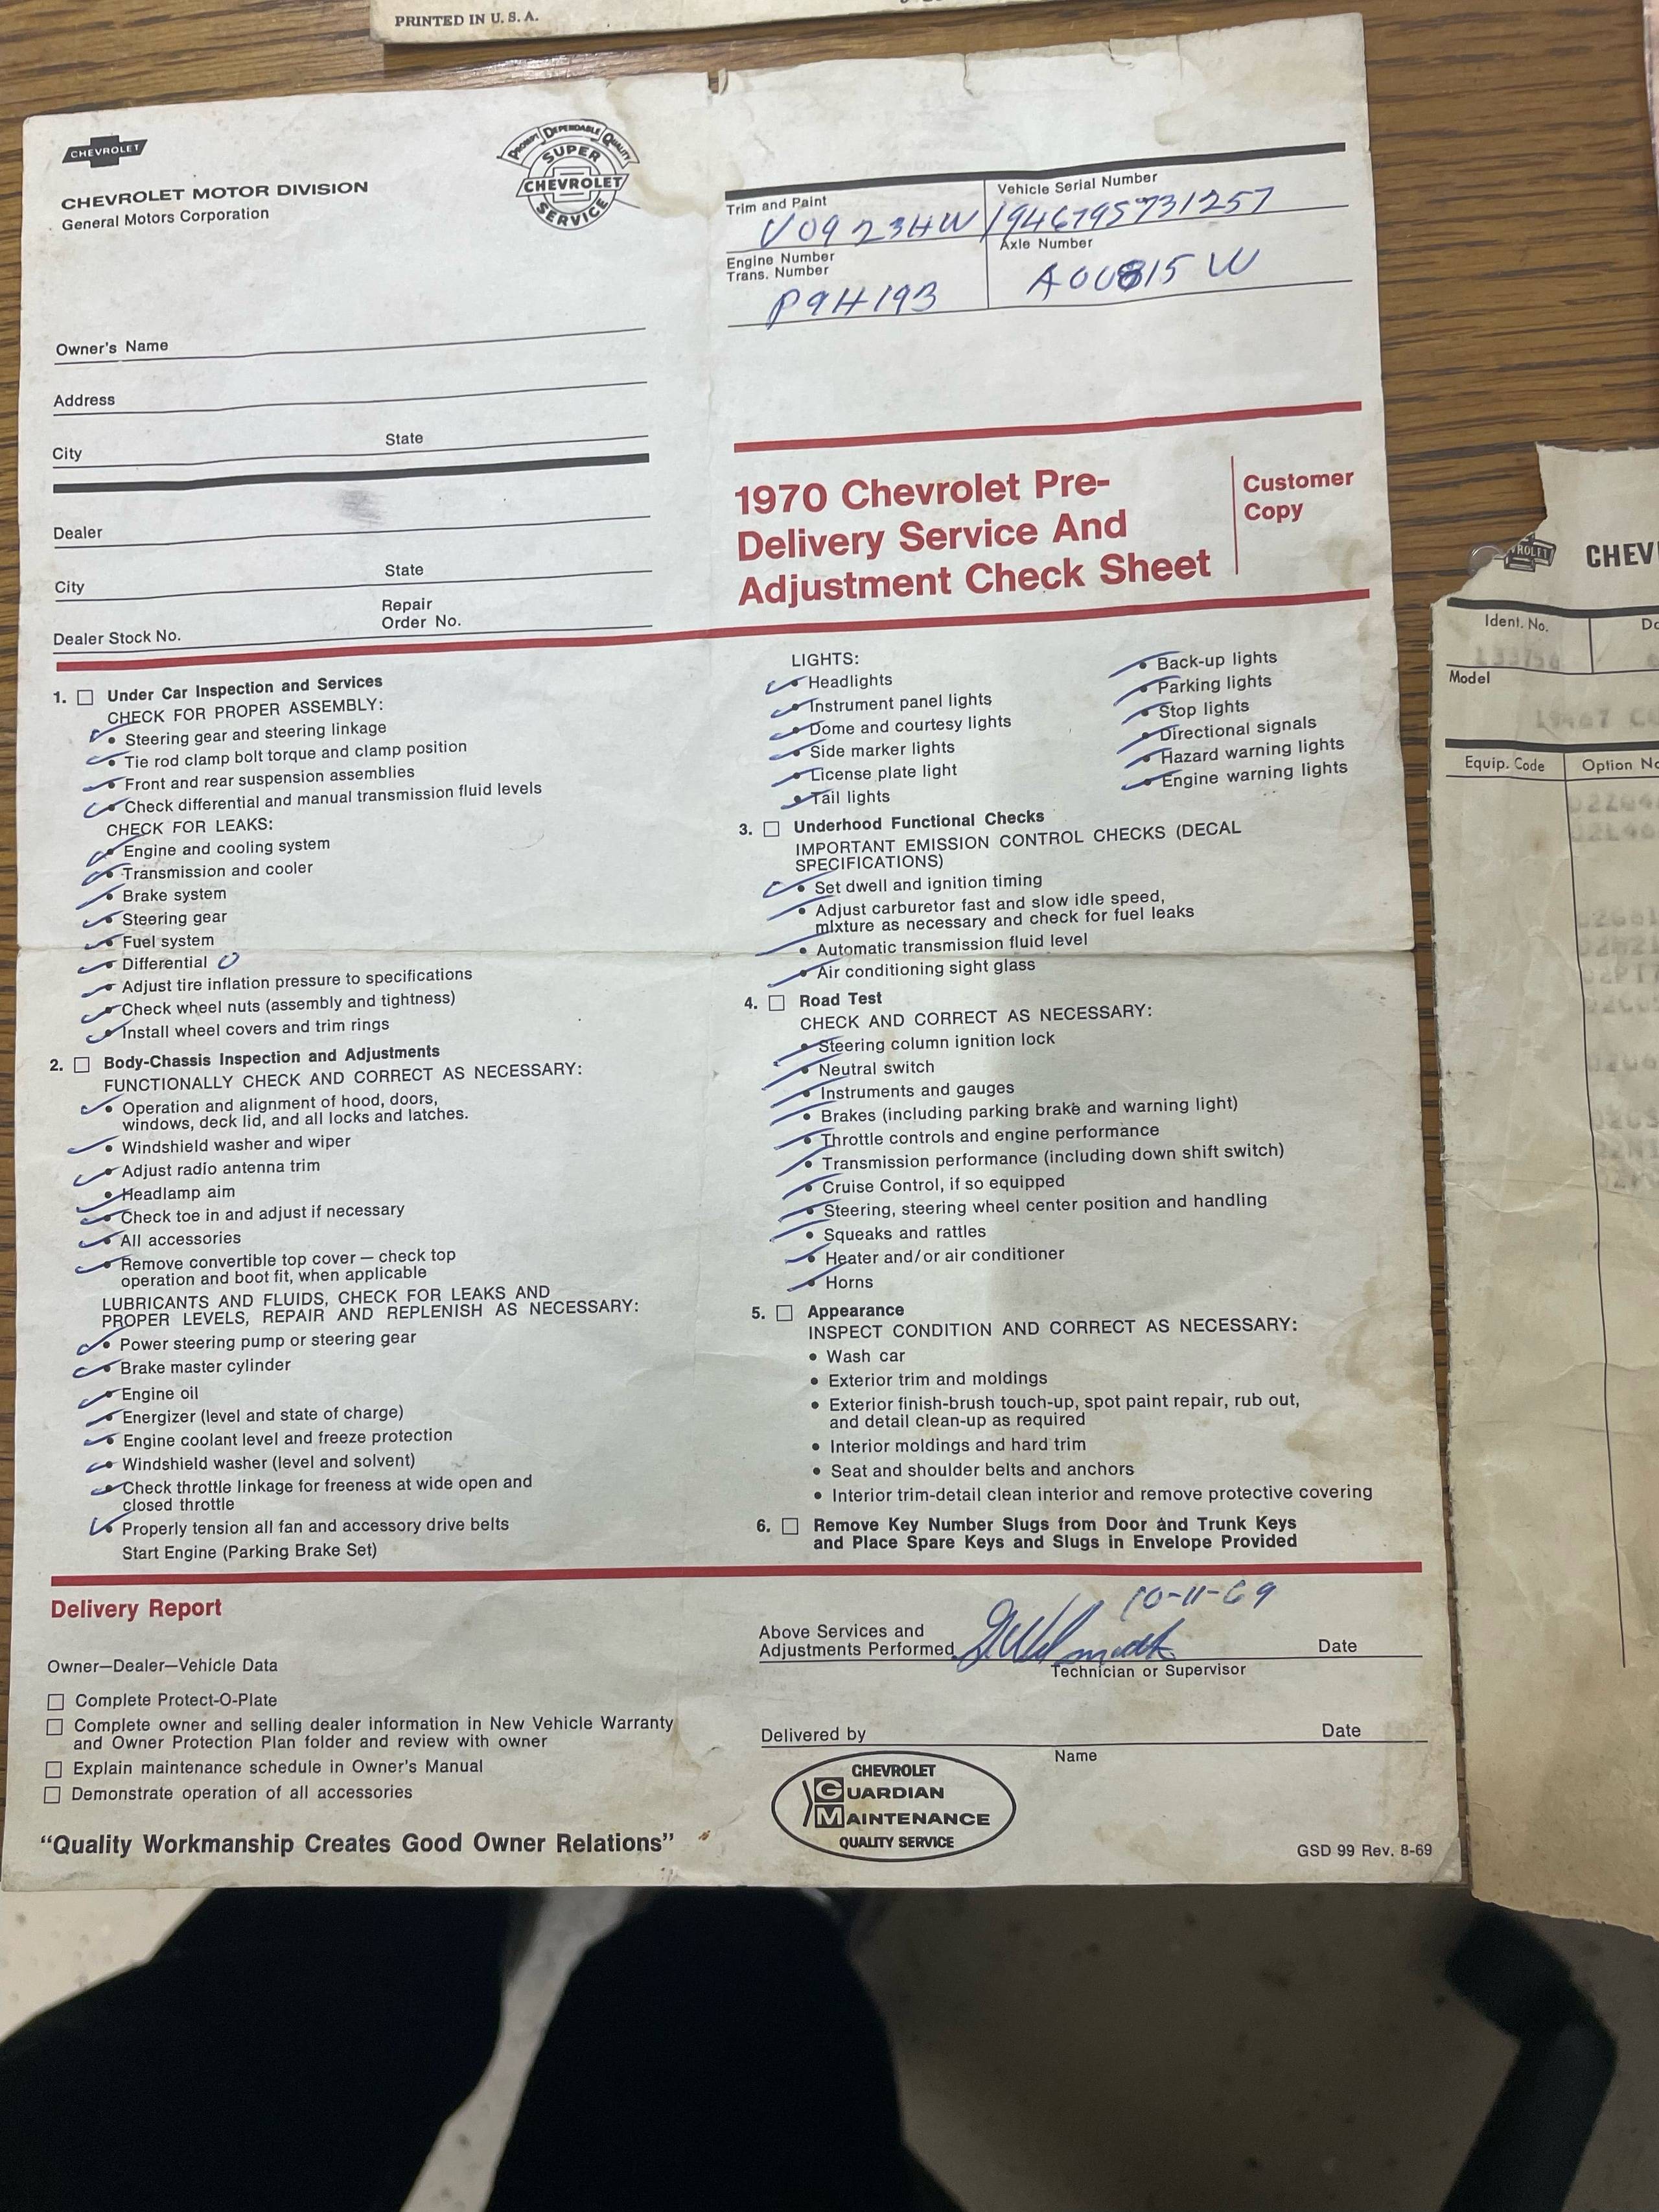 PRINTED IN U. S. A.
CHEVROLET
CHEVROLET MOTOR DIVISION
General Motors Corporation
PROMPT DEPENDABLE QUALITY
SUPER
CHEVROLET
SERVICE
Trim and Paint
Vehicle Serial Number
194679S731257
Engine Number
Trans. Number
P9H193
Axle Number
Owner's Name
Address
City State
Dealer
City State
Dealer Stock No. Repair
Order No.
1970 Chevrolet Pre-
Delivery Service And
Adjustment Check Sheet
Customer
Copy
1. Under Car Inspection and Services
CHECK FOR PROPER ASSEMBLY:
• Steering gear and steering linkage
• Tie rod clamp bolt torque and clamp position
• Front and rear suspension assemblies
• Check differential and manual transmission fluid levels
CHECK FOR LEAKS:
• Engine and cooling system
• Transmission and cooler
• Brake system
• Steering gear
• Fuel system
• Differential
• Adjust tire inflation pressure to specifications
• Check wheel nuts (assembly and tightness)
• Install wheel covers and trim rings
2. Body-Chassis Inspection and Adjustments
FUNCTIONALLY CHECK AND CORRECT AS NECESSARY:
• Operation and alignment of hood, doors,
windows, deck lid, and all locks and latches.
• Windshield washer and wiper
• Adjust radio antenna trim
• Headlamp aim
• Check toe in and adjust if necessary
• All accessories
• Remove convertible top cover — check top
operation and boot fit, when applicable
LUBRICANTS AND FLUIDS, CHECK FOR LEAKS AND
PROPER LEVELS, REPAIR AND REPLENISH AS NECESSARY:
• Power steering pump or steering gear
• Brake master cylinder
• Engine oil
• Energizer (level and state of charge)
• Engine coolant level and freeze protection
• Windshield washer (level and solvent)
• Check throttle linkage for freeness at wide open and
closed throttle
• Properly tension all fan and accessory drive belts
Start Engine (Parking Brake Set)
LIGHTS:
• Headlights
• Instrument panel lights
• Dome and courtesy lights
• Side marker lights
• License plate light
• Tail lights
• Back-up lights
• Parking lights
• Stop lights
• Directional signals
• Hazard warning lights
• Engine warning lights
3. Underhood Functional Checks
IMPORTANT EMISSION CONTROL CHECKS (DECAL
SPECIFICATIONS)
• Set dwell and ignition timing
• Adjust carburetor fast and slow idle speed,
mixture as necessary and check for fuel leaks
• Automatic transmission fluid level
• Air conditioning sight glass
4. Road Test
CHECK AND CORRECT AS NECESSARY:
• Steering column ignition lock
• Neutral switch
• Instruments and gauges
• Brakes (including parking brake and warning light)
• Throttle controls and engine performance
• Transmission performance (including down shift switch)
• Cruise Control, if so equipped
• Steering, steering wheel center position and handling
• Squeaks and rattles
• Heater and/or air conditioner
• Horns
5. Appearance
INSPECT CONDITION AND CORRECT AS NECESSARY:
• Wash car
• Exterior trim and moldings
• Exterior finish-brush touch-up, spot paint repair, rub out,
and detail clean-up as required
• Interior moldings and hard trim
• Seat and shoulder belts and anchors
• Interior trim-detail clean interior and remove protective covering
6. Remove Key Number Slugs from Door and Trunk Keys
and Place Spare Keys and Slugs in Envelope Provided
Delivery Report
Owner—Dealer—Vehicle Data
Complete Protect-O-Plate
Complete owner and selling dealer information in New Vehicle Warranty
and Owner Protection Plan folder and review with owner
Explain maintenance schedule in Owner's Manual
Demonstrate operation of all accessories
"Quality Workmanship Creates Good Owner Relations"
10-11-69
Above Services and
Adjustments Performed Date
Technician or Supervisor
Delivered by Date
Name
CHEVROLET
GUARDIAN
MAINTENANCE
QUALITY SERVICE
GSD 99 Rev. 8-69
CHEV
Ident. No.
Model
Equip. Code Option No